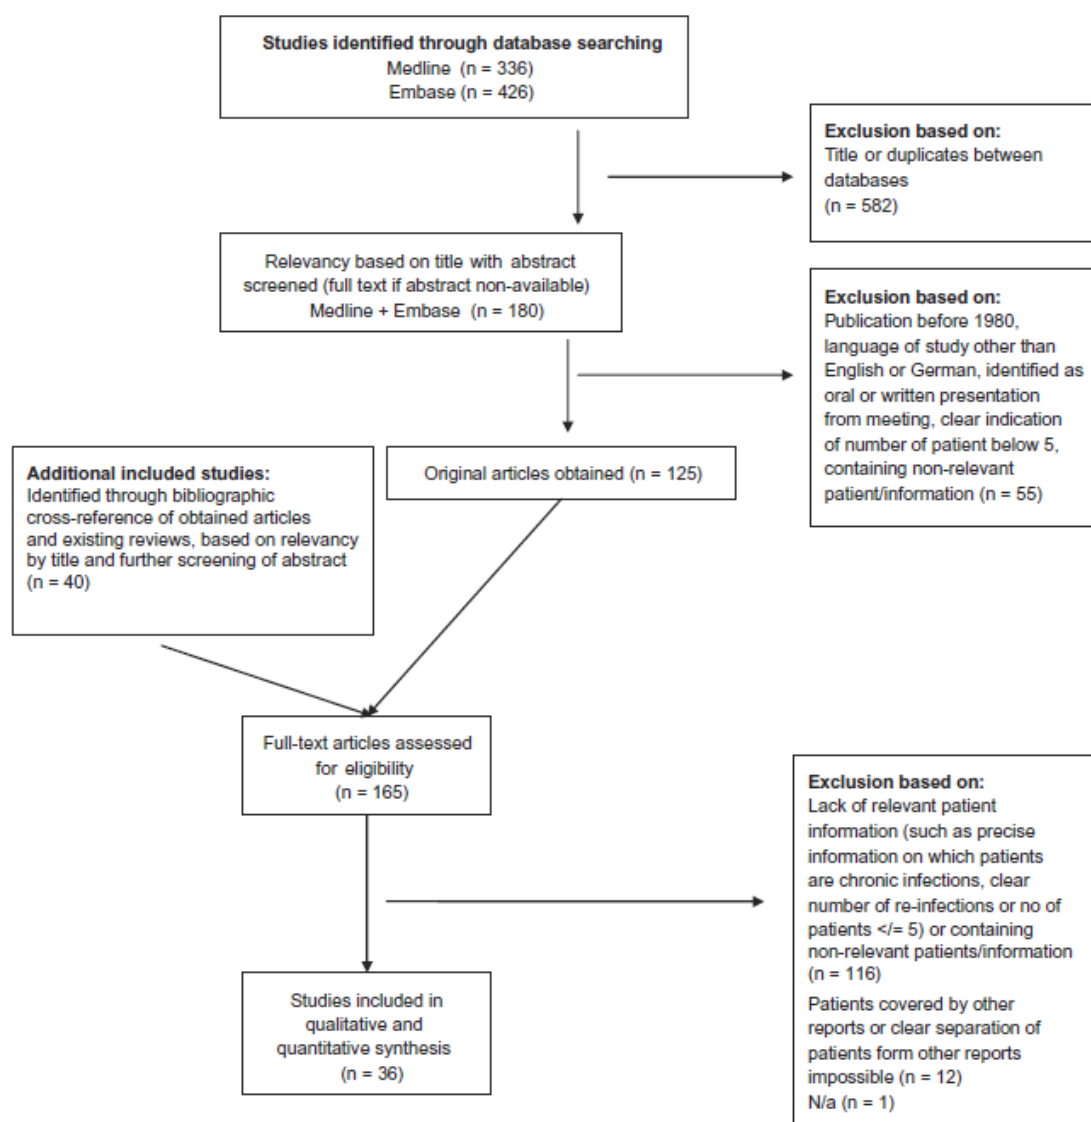 Studies identified through database searching
Medline (n = 336)
Embase (n = 426)
Exclusion based on:
Title or duplicates between
databases
(n = 582)
Relevancy based on title with abstract
screened (full text if abstract non-available)
Medline + Embase (n = 180)
Exclusion based on:
Publication before 1980,
language of study other than
English or German, identified as
oral or written presentation
from meeting, clear indication
of number of patient below 5,
containing non-relevant
patient/information (n = 55)
Additional included studies:
Identified through bibliographic
cross-reference of obtained articles
and existing reviews, based on relevancy
by title and further screening of abstract
(n = 40)
Original articles obtained (n = 125)
Full-text articles assessed
for eligibility
(n = 165)
Exclusion based on:
Lack of relevant patient
information (such as precise
information on which patients
are chronic infections, clear
number of re-infections or no of
patients </= 5) or containing
non-relevant patients/information
(n = 116)
Patients covered by other
reports or clear separation of
patients form other reports
impossible (n = 12)
N/a (n = 1)
Studies included in
qualitative and
quantitative synthesis
(n = 36)